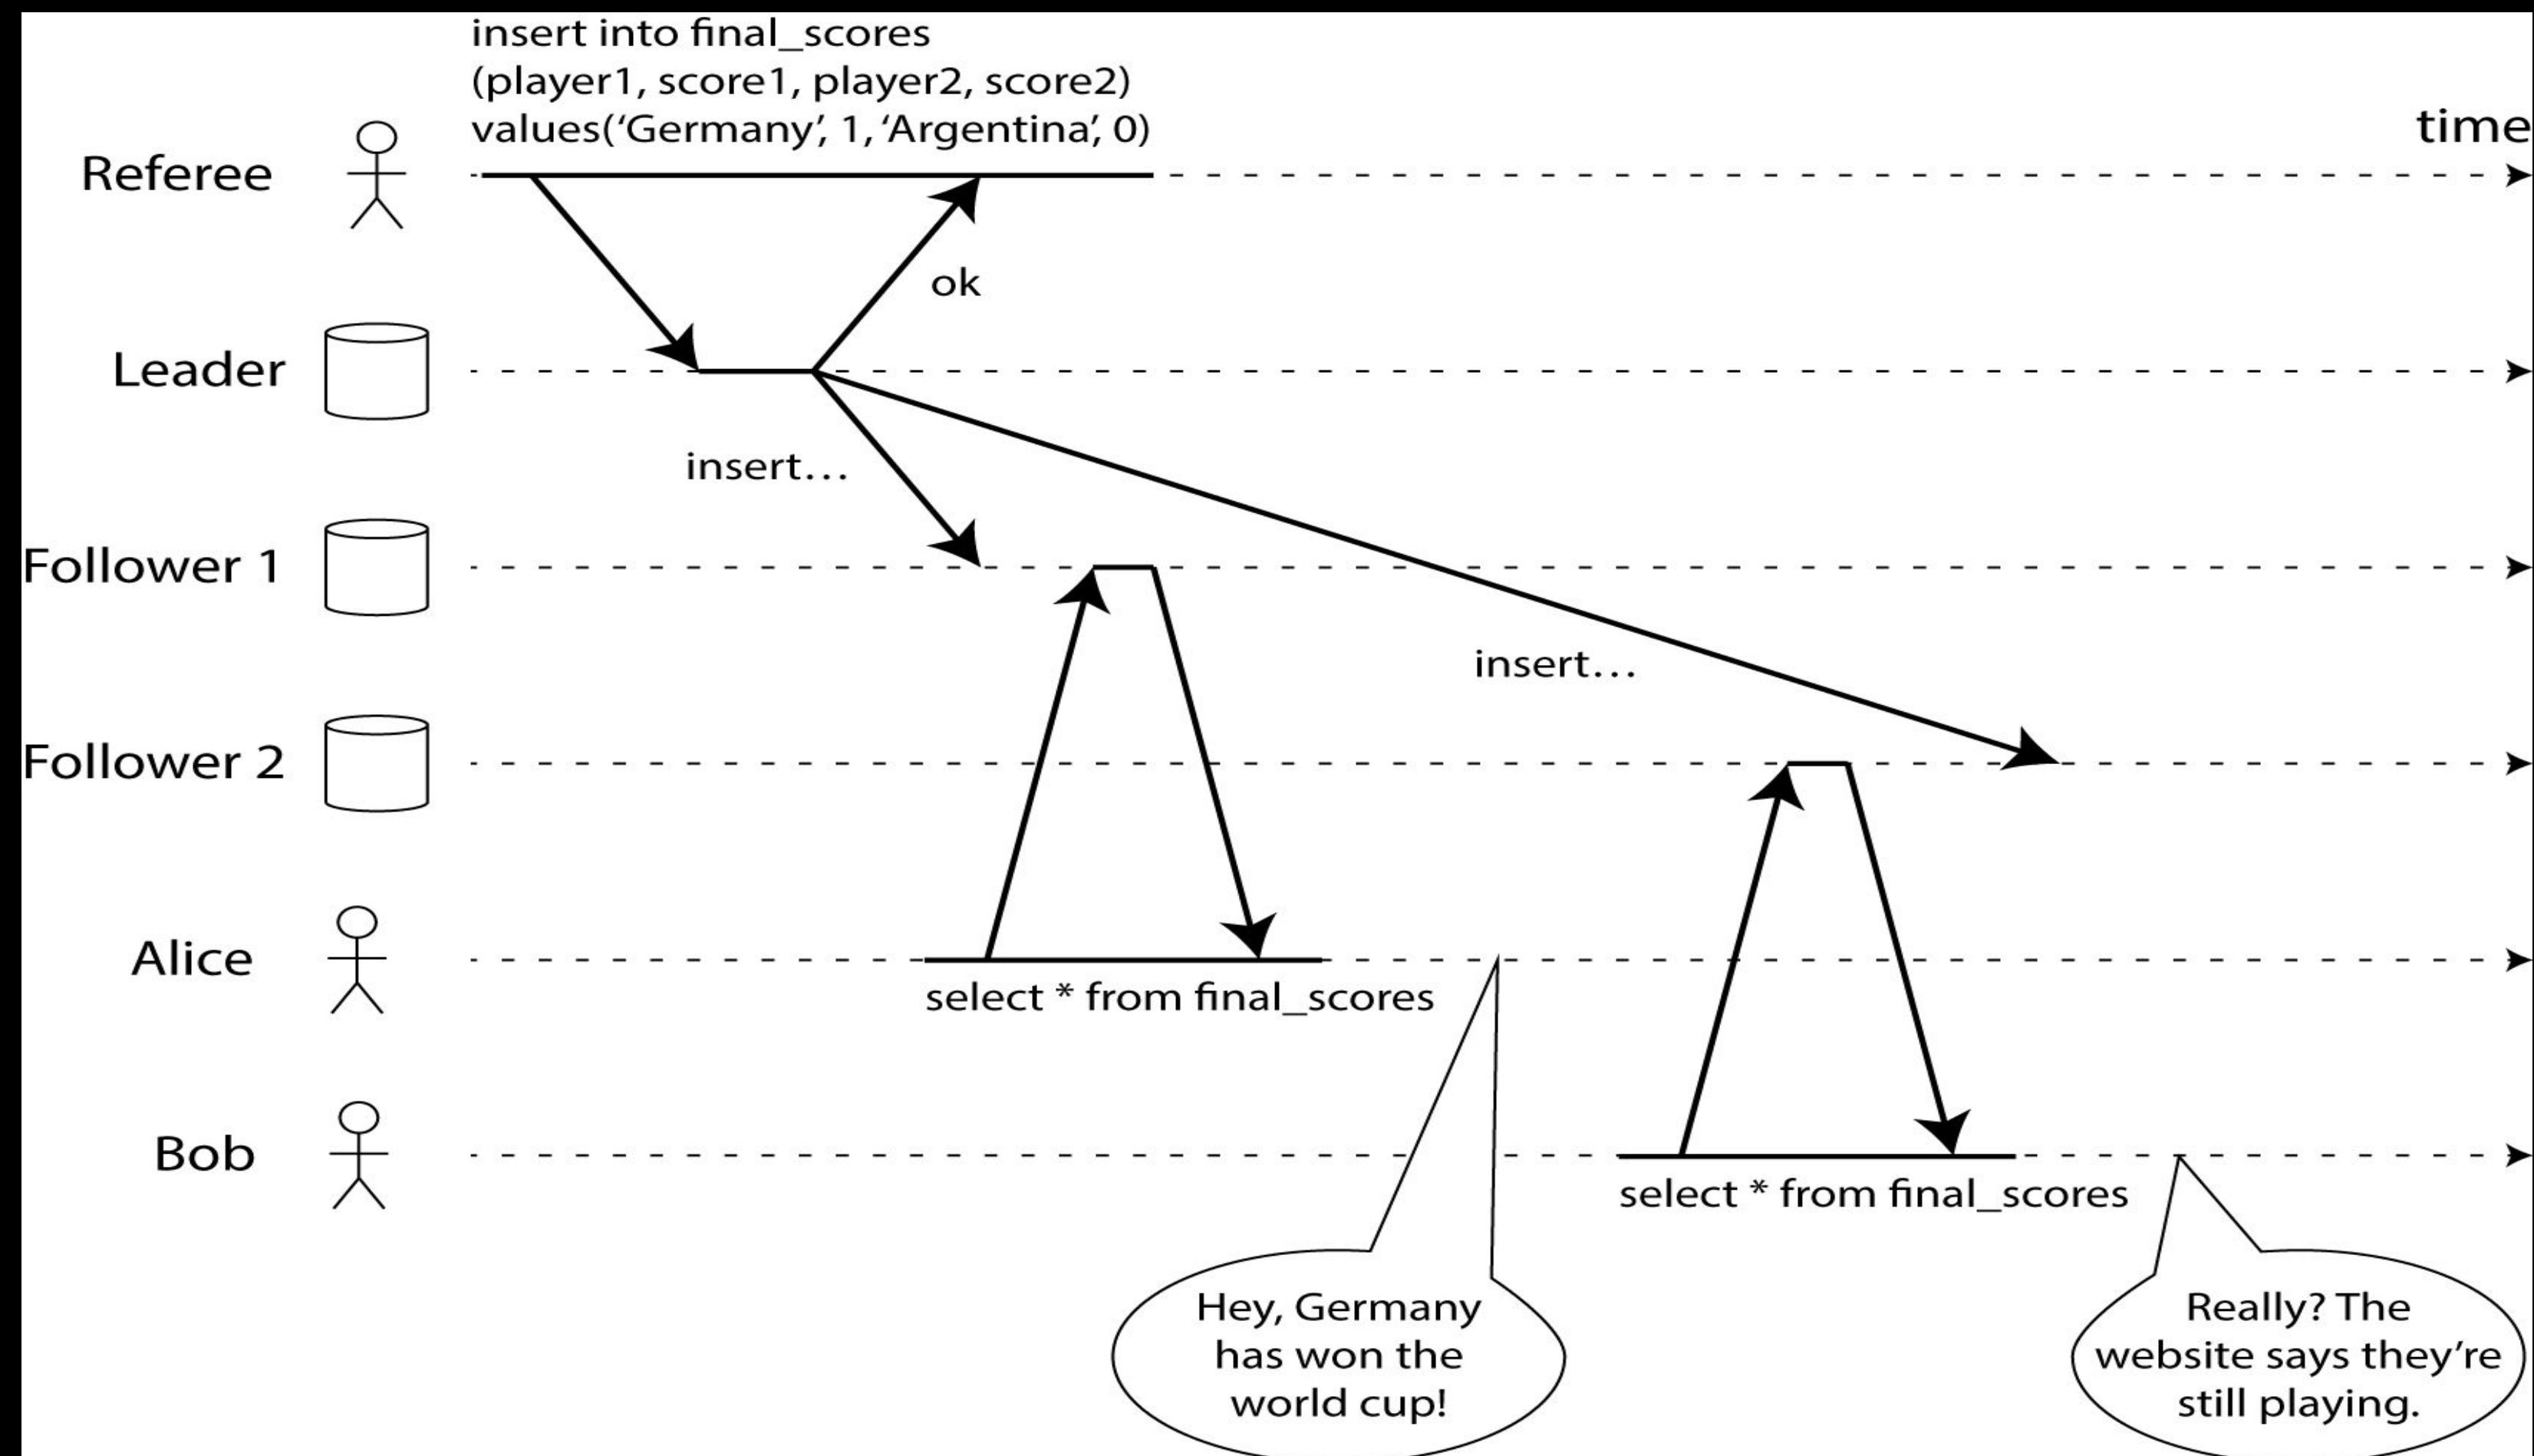 insert into final_scores
(player1, score1, player2, score2)
values(‘Germany’, 1, ‘Argentina’, 0)
time
Referee
ok
Leader
insert…
Follower 1
insert…
Follower 2
Alice
select * from final_scores
Bob
select * from final_scores
Hey, Germany
has won the
world cup!
Really? The
website says they’re
still playing.